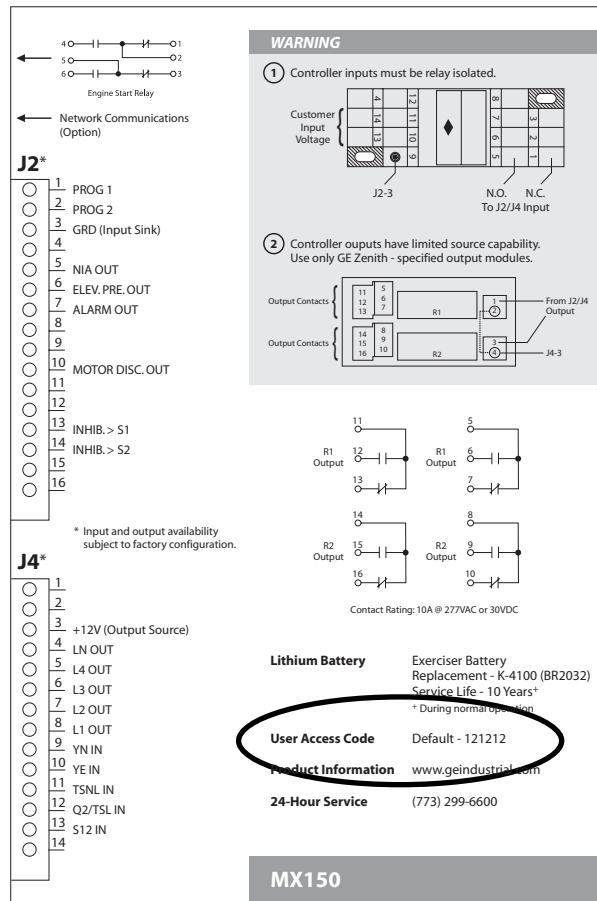 4 1
5 2
6 3
Engine Start Relay
Network Communications
(Option)
J2*
1 PROG 1
2 PROG 2
3 GRD (Input Sink)
4
5 NIA OUT
6 ELEV. PRE. OUT
7 ALARM OUT
8
9
10 MOTOR DISC. OUT
11
12
13 INHIB. > S1
14 INHIB. > S2
15
16
* Input and output availability
subject to factory configuration.
J4*
1
2
3 +12V (Output Source)
4 LN OUT
5 L4 OUT
6 L3 OUT
7 L2 OUT
8 L1 OUT
9 YN IN
10 YE IN
11 TSNL IN
12 Q2/TSL IN
13 S12 IN
14
WARNING
1 Controller inputs must be relay isolated.
Customer
Input
Voltage
4 12 8
14 11 7 3
13 10 6 2
9 5 1
J2-3
N.O. N.C.
To J2/J4 Input
2 Controller ouputs have limited source capability.
Use only GE Zenith - specified output modules.
Output Contacts
11 5
12 6
13 7
R1
1
2
From J2/J4
Output
Output Contacts
14 8
15 9
16 10
R2
3
4
J4-3
11
R1 12
Output
13
5
R1 6
Output
7
14
R2 15
Output
16
8
R2 9
Output
10
Contact Rating: 10A @ 277VAC or 30VDC
Lithium Battery Exerciser Battery
Replacement - K-4100 (BR2032)
Service Life - 10 Years+
+ During normal operation
User Access Code Default - 121212
Product Information www.geindustrial.com
24-Hour Service (773) 299-6600
MX150